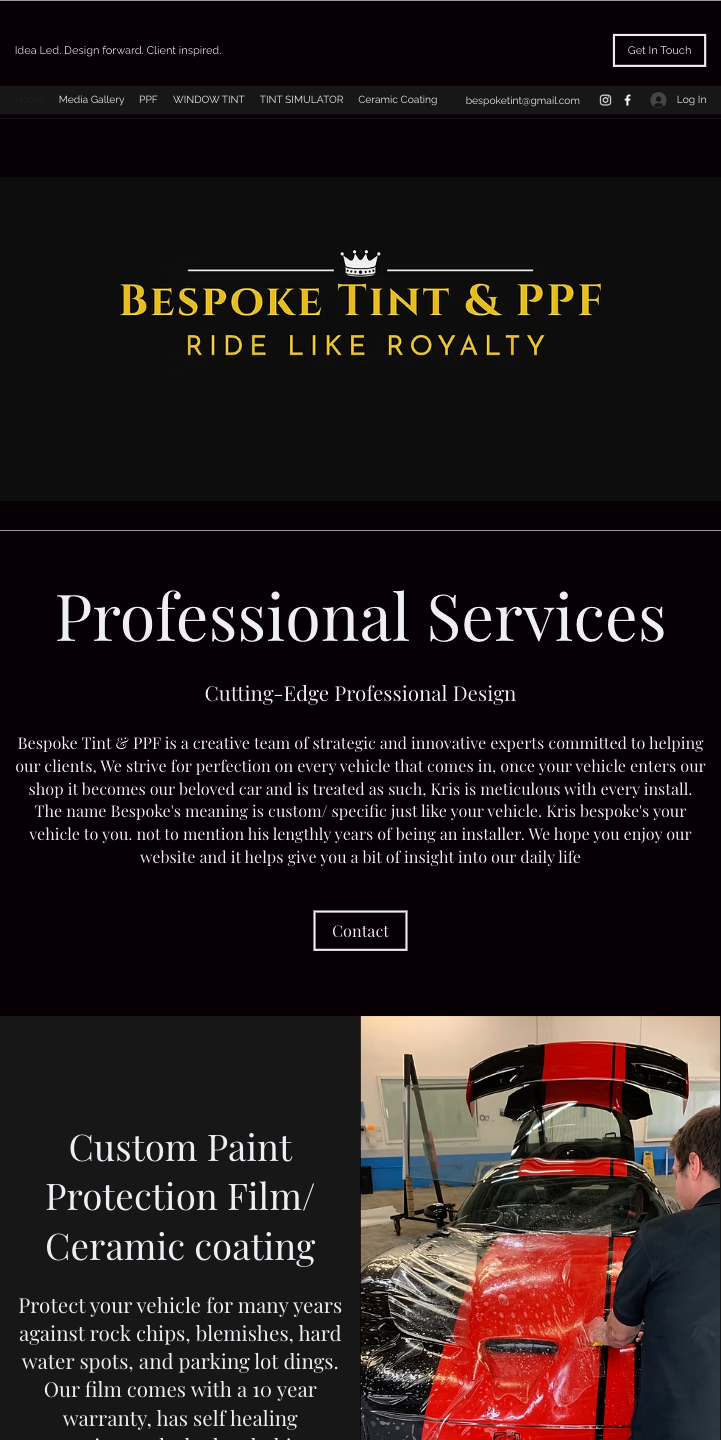 Idea Led. Design forward. Client inspired.
Get In Touch
Media Gallery PPF WINDOW TINT TINT SIMULATOR Ceramic Coating
bespoketint@gmail.com
Log In
BESPOKE TINT & PPF
RIDE LIKE ROYALTY
Professional Services
Cutting-Edge Professional Design
Bespoke Tint & PPF is a creative team of strategic and innovative experts committed to helping
our clients, We strive for perfection on every vehicle that comes in, once your vehicle enters our
shop it becomes our beloved car and is treated as such, Kris is meticulous with every install.
The name Bespoke's meaning is custom/ specific just like your vehicle. Kris bespoke's your
vehicle to you. not to mention his lengthly years of being an installer. We hope you enjoy our
website and it helps give you a bit of insight into our daily life
Contact
Custom Paint
Protection Film/
Ceramic coating
Protect your vehicle for many years
against rock chips, blemishes, hard
water spots, and parking lot dings.
Our film comes with a 10 year
warranty, has self healing